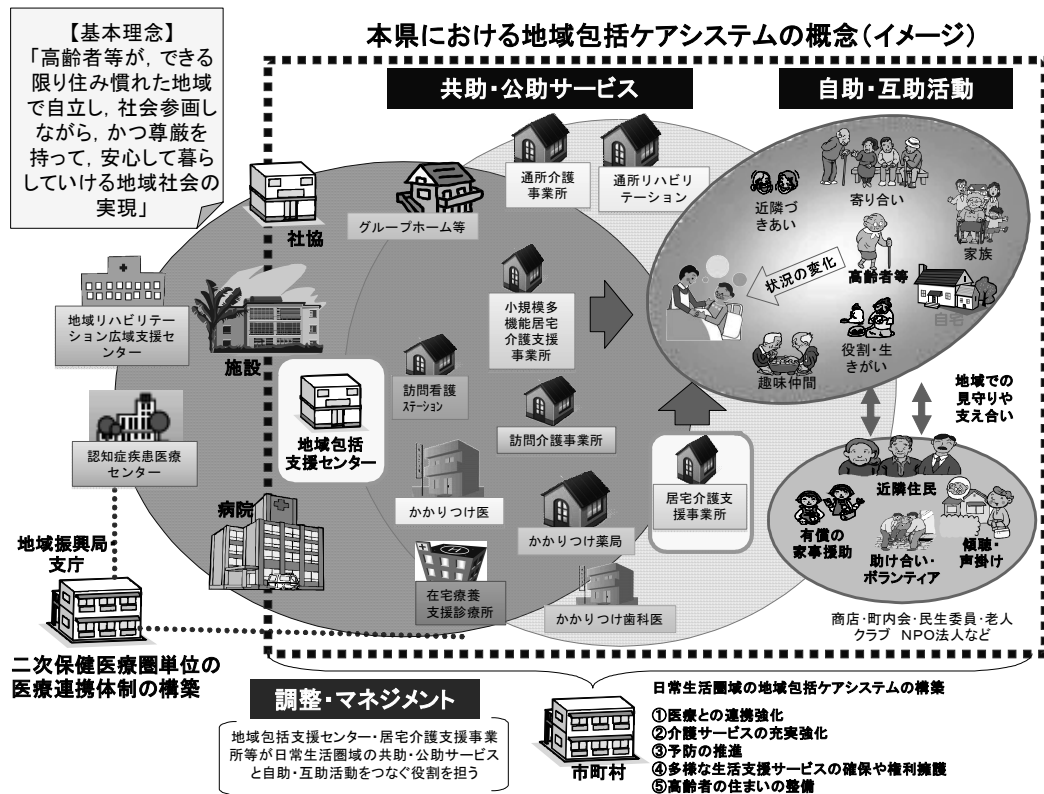 本県における地域包括ケアシステムの概念（イメージ）
【基本理念】
「高齢者等が，できる
限り住み慣れた地域
で自立し，社会参画し
ながら，かつ尊厳を
持って，安心して暮ら
していける地域社会の
実現」
共助・公助サービス
自助・互助活動
通所介護
事業所
通所リハビリ
テーション
社協
グループホーム等
近隣づ
きあい
寄り合い
家族
状況の変化
高齢者等
自宅
役割・生
きがい
趣味仲間
地域リハビリテー
ション広域支援セ
ンター
施設
小規模多
機能居宅
介護支援
事業所
訪問看護
ステーション
地域包括
支援センター
訪問介護事業所
認知症疾患医療
センター
病院
かかりつけ医
かかりつけ薬局
居宅介護支
援事業所
在宅療養
支援診療所
かかりつけ歯科医
地域での
見守りや
支え合い
近隣住民
有償の
家事援助
助け合い・
ボランティア
傾聴・
声掛け
商店・町内会・民生委員・老人
クラブ NPO法人など
地域振興局
支庁
二次保健医療圏単位の
医療連携体制の構築
調整・マネジメント
地域包括支援センター・居宅介護支援事業
所等が日常生活圏域の共助・公助サービス
と自助・互助活動をつなぐ役割を担う
市町村
日常生活圏域の地域包括ケアシステムの構築
①医療との連携強化
②介護サービスの充実強化
③予防の推進
④多様な生活支援サービスの確保や権利擁護
⑤高齢者の住まいの整備